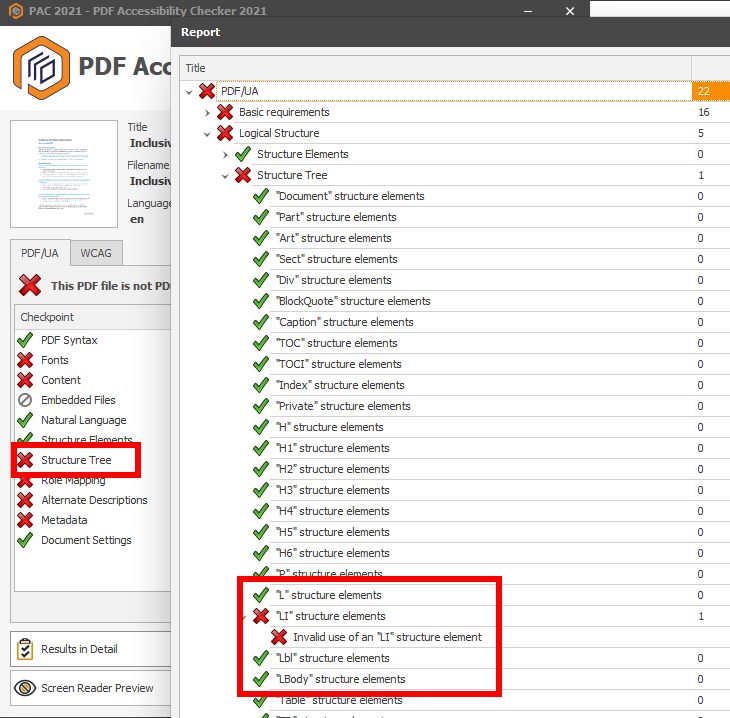 PAC 2021 - PDF Accessibility Checker 2021
PDF Acc
Title
Inclusiv
Filename
Inclusiv
Language
en
PDF/UA
WCAG
This PDF file is not PD
Checkpoint
PDF Syntax
Fonts
Content
Embedded Files
Natural Language
Structure Elements
Structure Tree
Role Mapping
Alternate Descriptions
Metadata
Document Settings
Results in Detail
Screen Reader Preview
Report
Title
PDF/UA 22
Basic requirements 16
Logical Structure 5
Structure Elements 0
Structure Tree 1
"Document" structure elements 0
"Part" structure elements 0
"Art" structure elements 0
"Sect" structure elements 0
"Div" structure elements 0
"BlockQuote" structure elements 0
"Caption" structure elements 0
"TOC" structure elements 0
"TOCI" structure elements 0
"Index" structure elements 0
"Private" structure elements 0
"H" structure elements 0
"H1" structure elements 0
"H2" structure elements 0
"H3" structure elements 0
"H4" structure elements 0
"H5" structure elements 0
"H6" structure elements 0
"P" structure elements 0
"L" structure elements 0
"LI" structure elements 1
Invalid use of an "LI" structure element
"Lbl" structure elements 0
"LBody" structure elements 0
"Table" structure elements 0